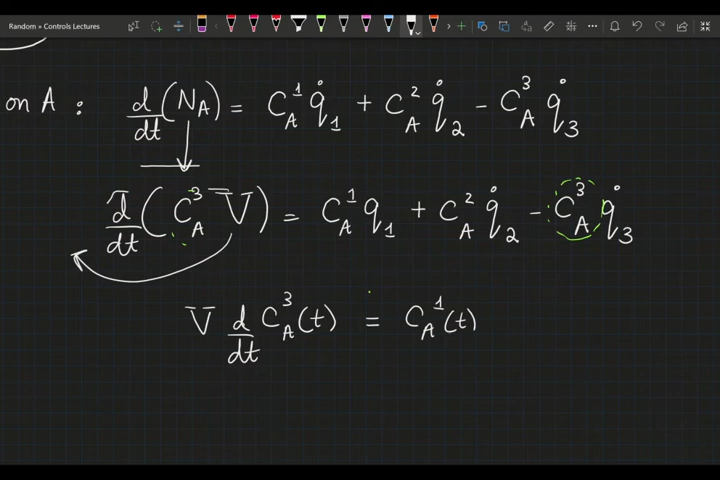 Random » Controls Lectures
on A : d/dt (N_A) = C_A^1 q̇_1 + C_A^2 q̇_2 - C_A^3 q̇_3
d/dt ( C_A^3 V ) = C_A^1 q_1 + C_A^2 q̇_2 - C_A^3 q̇_3
V d/dt C_A^3 (t) = C_A^1 (t)